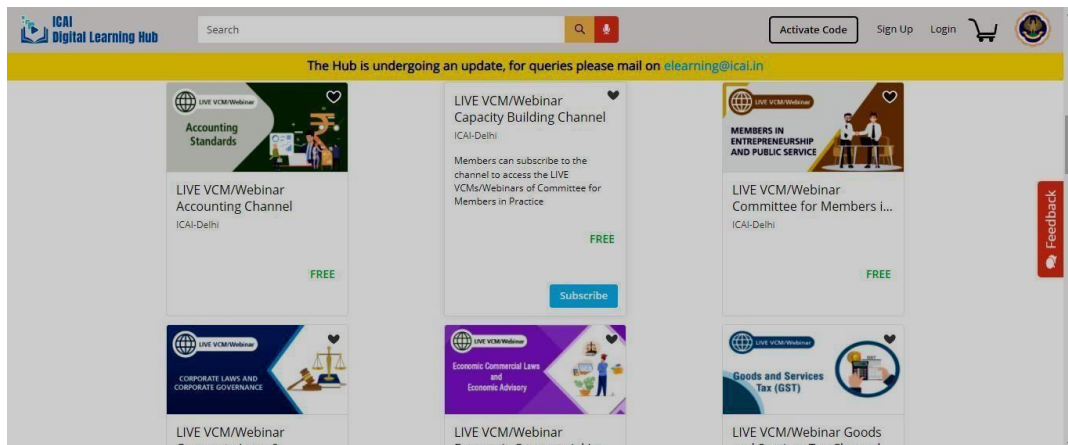 ICAI
Digital Learning Hub
Search
Activate Code
Sign Up
Login
The Hub is undergoing an update, for queries please mail on elearning@icai.in
LIVE VCM/Webinar
Accounting
Standards
LIVE VCM/Webinar
Accounting Channel
ICAI-Delhi
FREE
LIVE VCM/Webinar
Capacity Building Channel
ICAI-Delhi
Members can subscribe to the
channel to access the LIVE
VCMs/Webinars of Committee for
Members in Practice
FREE
Subscribe
LIVE VCM/Webinar
MEMBERS IN
ENTREPRENEURSHIP
AND PUBLIC SERVICE
LIVE VCM/Webinar
Committee for Members i...
ICAI-Delhi
FREE
Feedback
LIVE VCM/Webinar
CORPORATE LAWS AND
CORPORATE GOVERNANCE
LIVE VCM/Webinar
LIVE VCM/Webinar
Economic Commercial Laws
and
Economic Advisory
LIVE VCM/Webinar
LIVE VCM/Webinar
Goods and Services
Tax (GST)
LIVE VCM/Webinar Goods